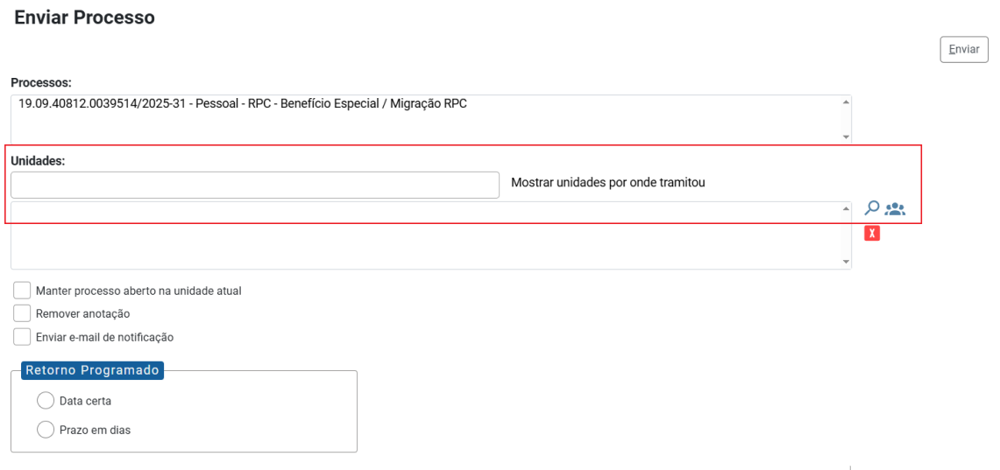 Enviar Processo
Enviar
Processos:
19.09.40812.0039514/2025-31 - Pessoal - RPC - Benefício Especial / Migração RPC
Unidades:
Mostrar unidades por onde tramitou
X
Manter processo aberto na unidade atual
Remover anotação
Enviar e-mail de notificação
Retorno Programado
Data certa
Prazo em dias